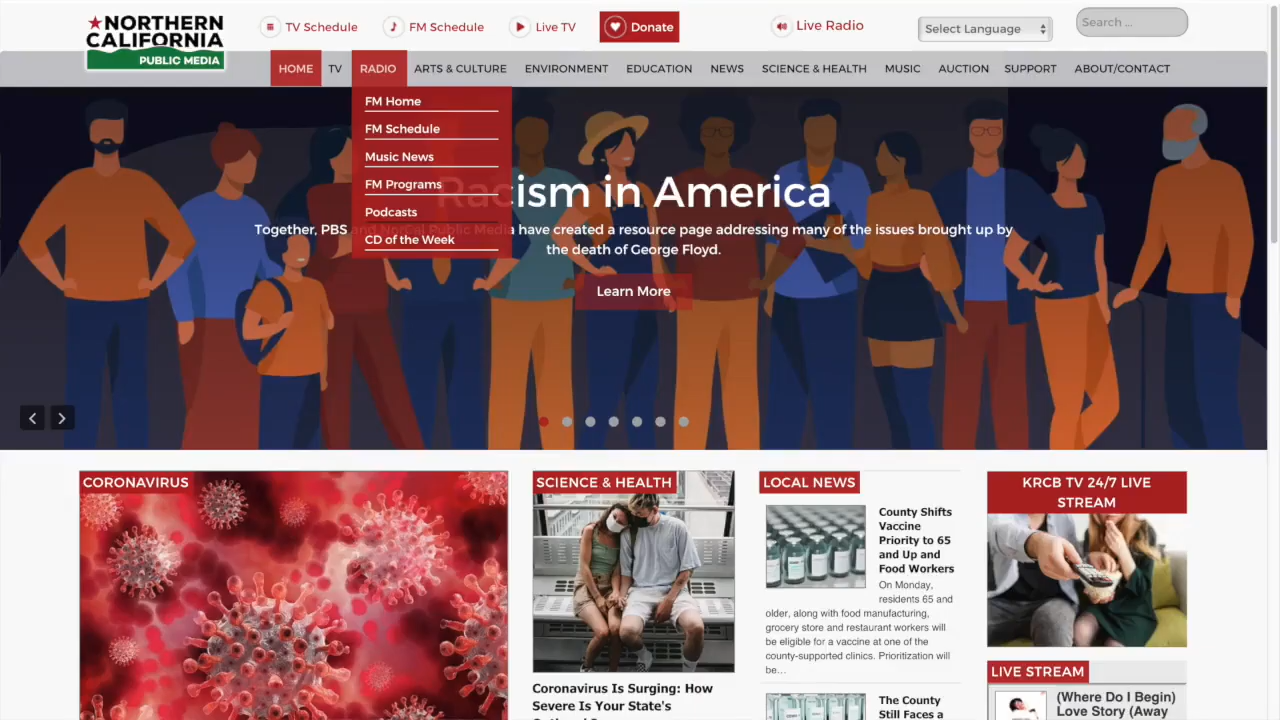 NORTHERN
CALIFORNIA
PUBLIC MEDIA
TV Schedule
FM Schedule
Live TV
Donate
Live Radio
Select Language
Search ...
HOME
TV
RADIO
ARTS & CULTURE
ENVIRONMENT
EDUCATION
NEWS
SCIENCE & HEALTH
MUSIC
AUCTION
SUPPORT
ABOUT/CONTACT
FM Home
FM Schedule
Music News
FM Programs
Podcasts
CD of the Week
Racism in America
Together, PBS and NorCal Public Media have created a resource page addressing many of the issues brought up by
the death of George Floyd.
Learn More
CORONAVIRUS
SCIENCE & HEALTH
Coronavirus Is Surging: How
Severe Is Your State's
LOCAL NEWS
County Shifts
Vaccine
Priority to 65
and Up and
Food Workers
On Monday,
residents 65 and
older, along with food manufacturing,
grocery store and restaurant workers will
be eligible for a vaccine at one of the
county-supported clinics. Prioritization will
be...
The County
Still Faces a
KRCB TV 24/7 LIVE
STREAM
LIVE STREAM
(Where Do I Begin)
Love Story (Away